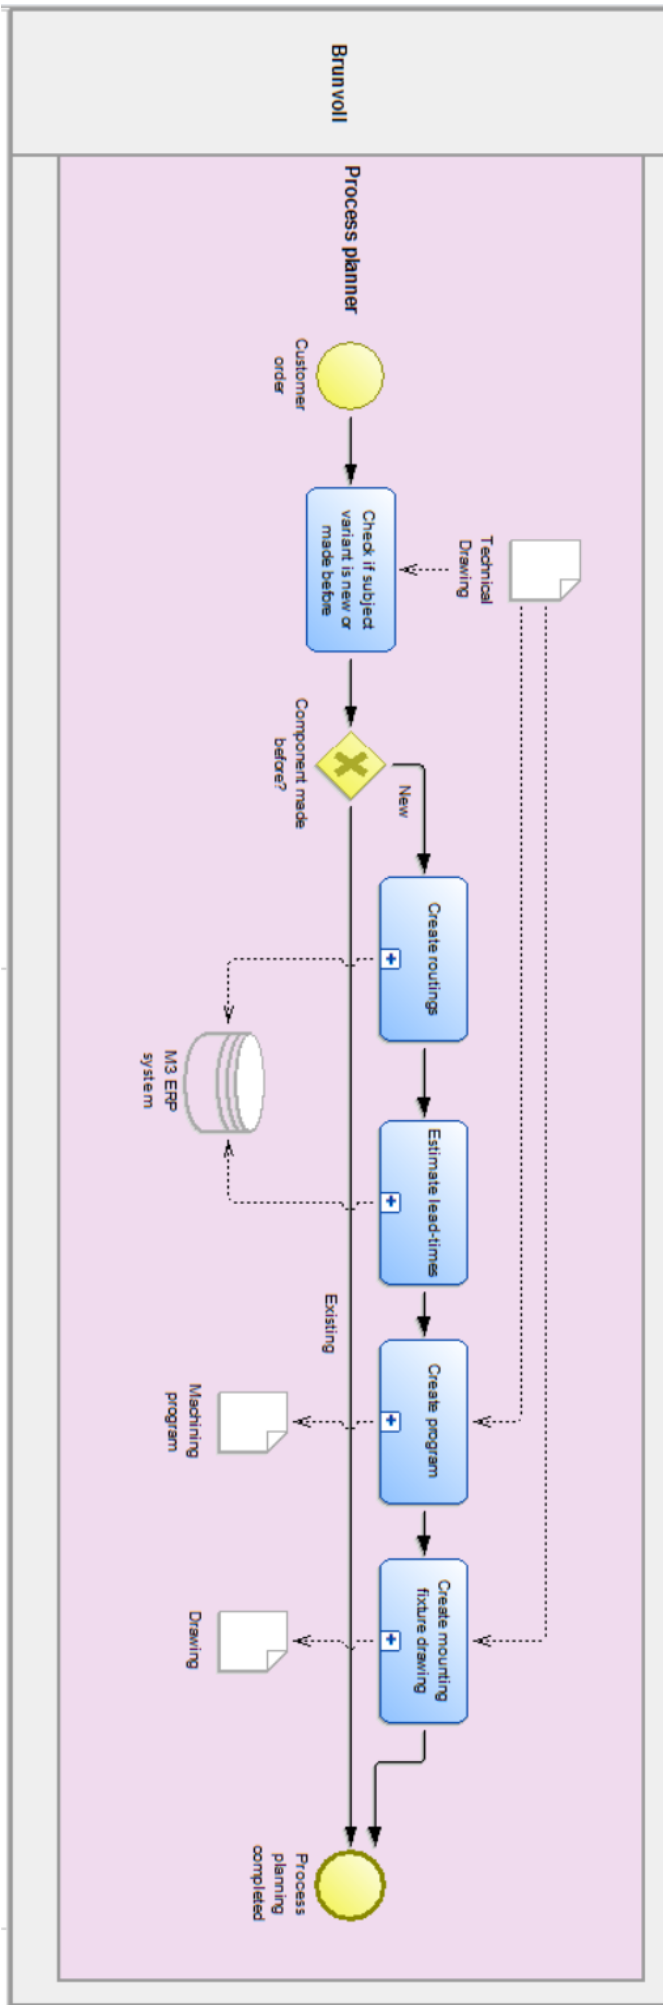 Brunvoll
Process planner
Customer
order
Technical
Drawing
Check if subject
variant is new or
made before
Component made
before?
New
Create routings
M3 ERP
system
Estimate lead-times
Existing
Create program
Machining
program
Create mounting
fixture drawing
Drawing
Process
planning
completed